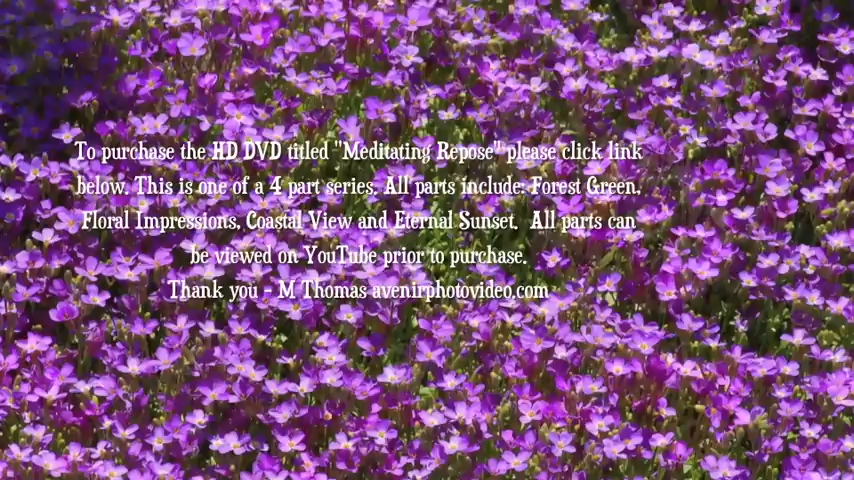 To purchase the HD DVD titled "Meditating Repose" please click link
below. This is one of a 4 part series. All parts include: Forest Green,
Floral Impressions, Coastal View and Eternal Sunset.  All parts can
be viewed on YouTube prior to purchase.
Thank you - M Thomas avenirphotovideo.com